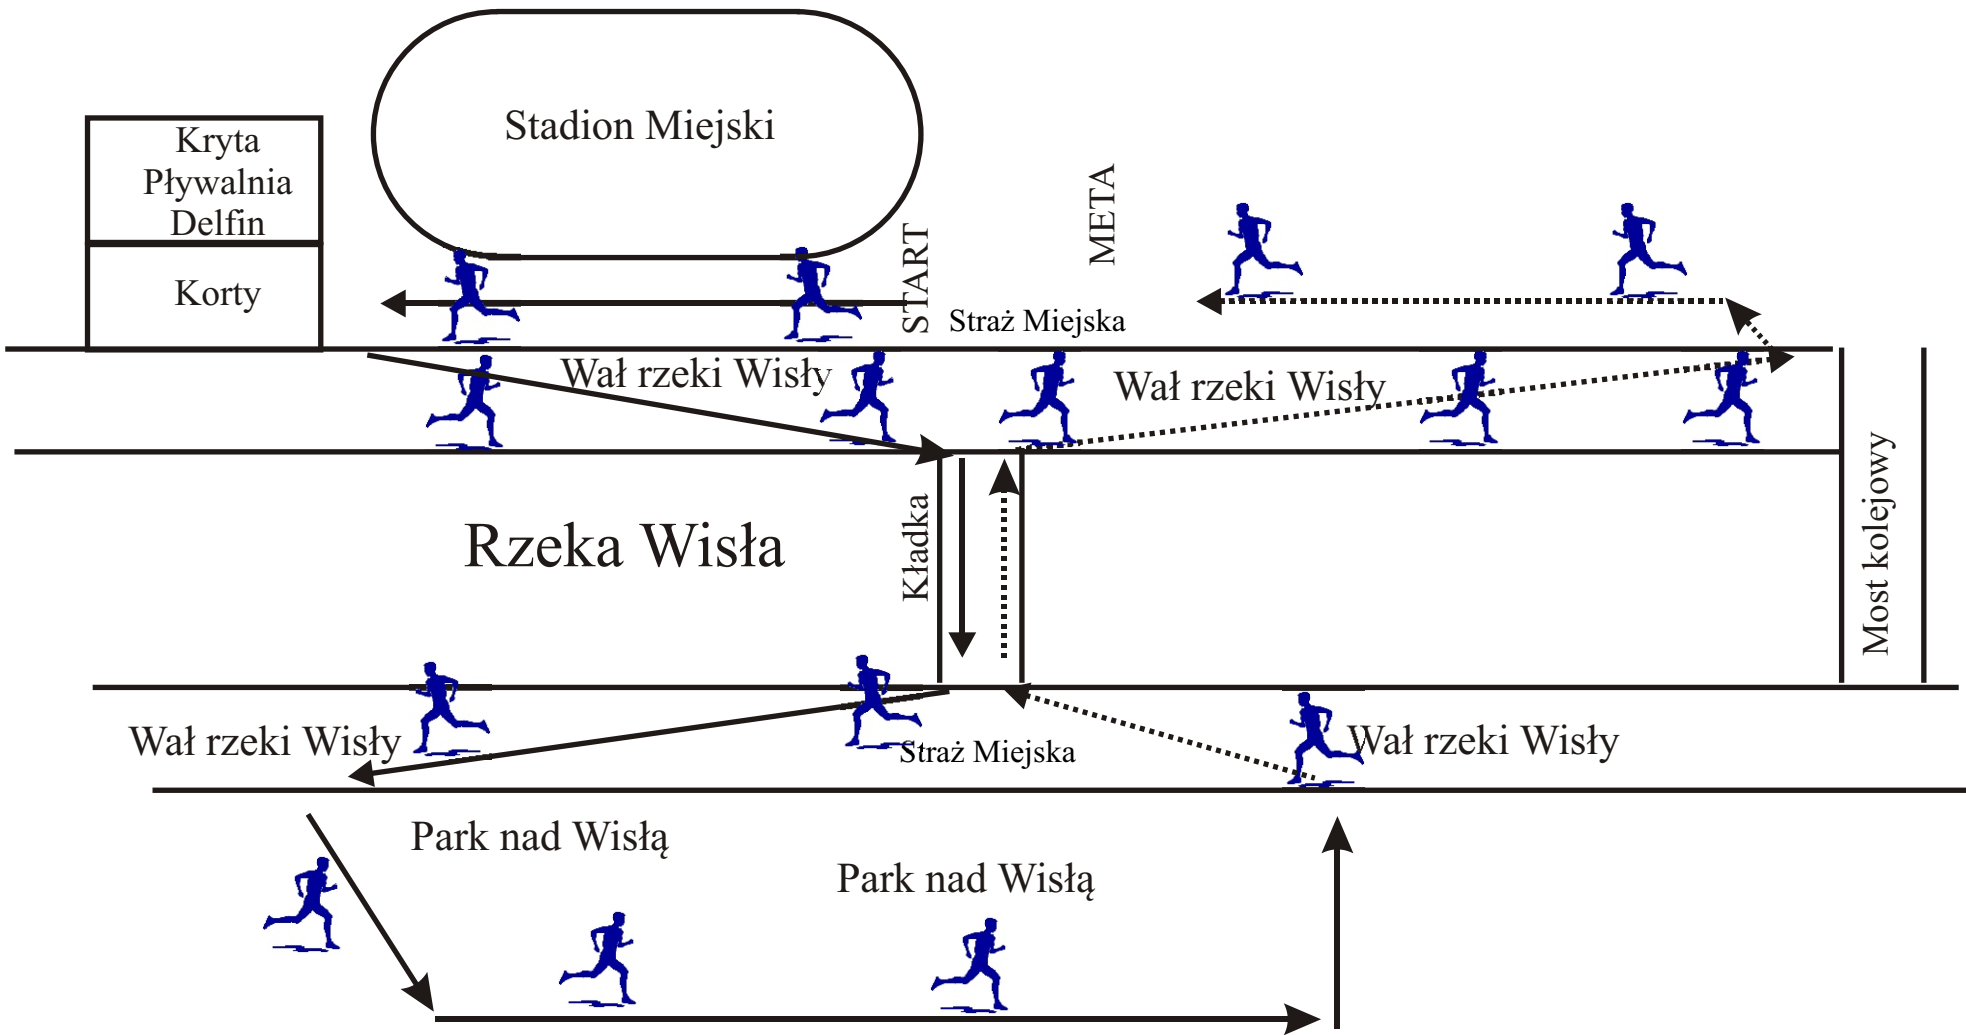 Stadion Miejski
Kryta
Pływalnia
Delfin
Korty
START
META
Straż Miejska
Wał rzeki Wisły
Wał rzeki Wisły
Rzeka Wisła
Kładka
Most kolejowy
Wał rzeki Wisły
Straż Miejska
Wał rzeki Wisły
Park nad Wisłą
Park nad Wisłą